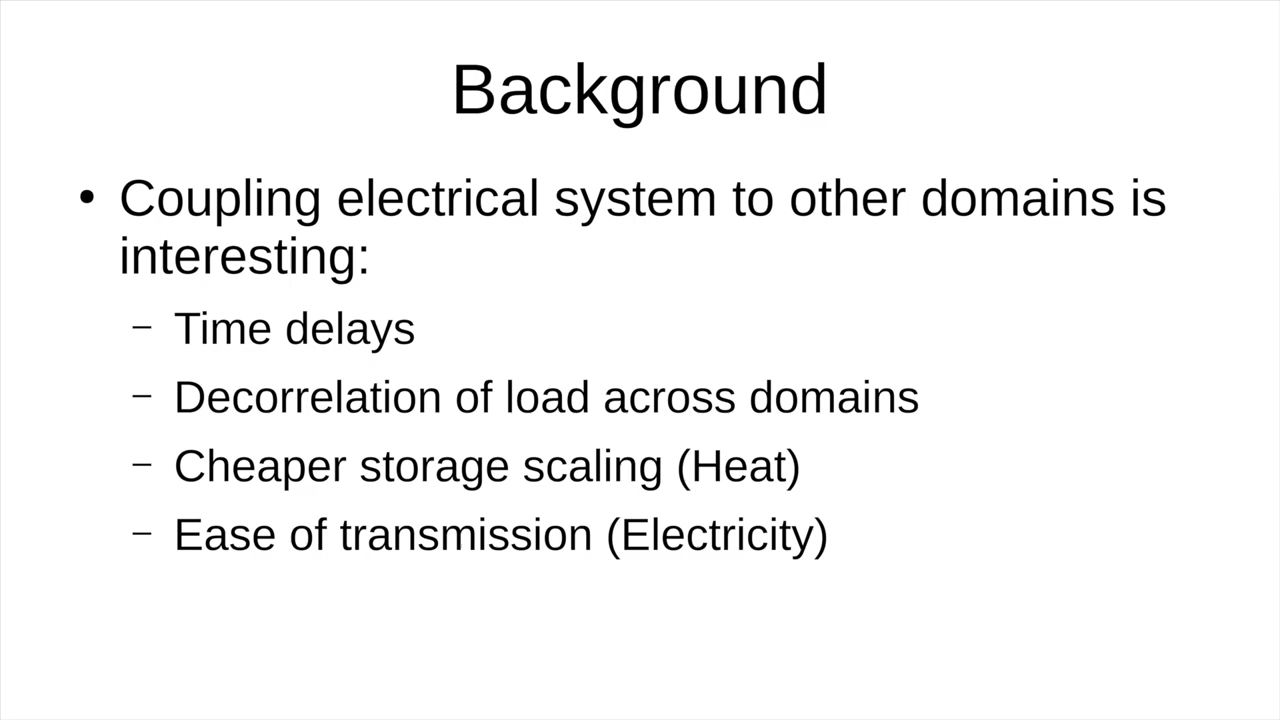 Background
• Coupling electrical system to other domains is
interesting:
– Time delays
– Decorrelation of load across domains
– Cheaper storage scaling (Heat)
– Ease of transmission (Electricity)